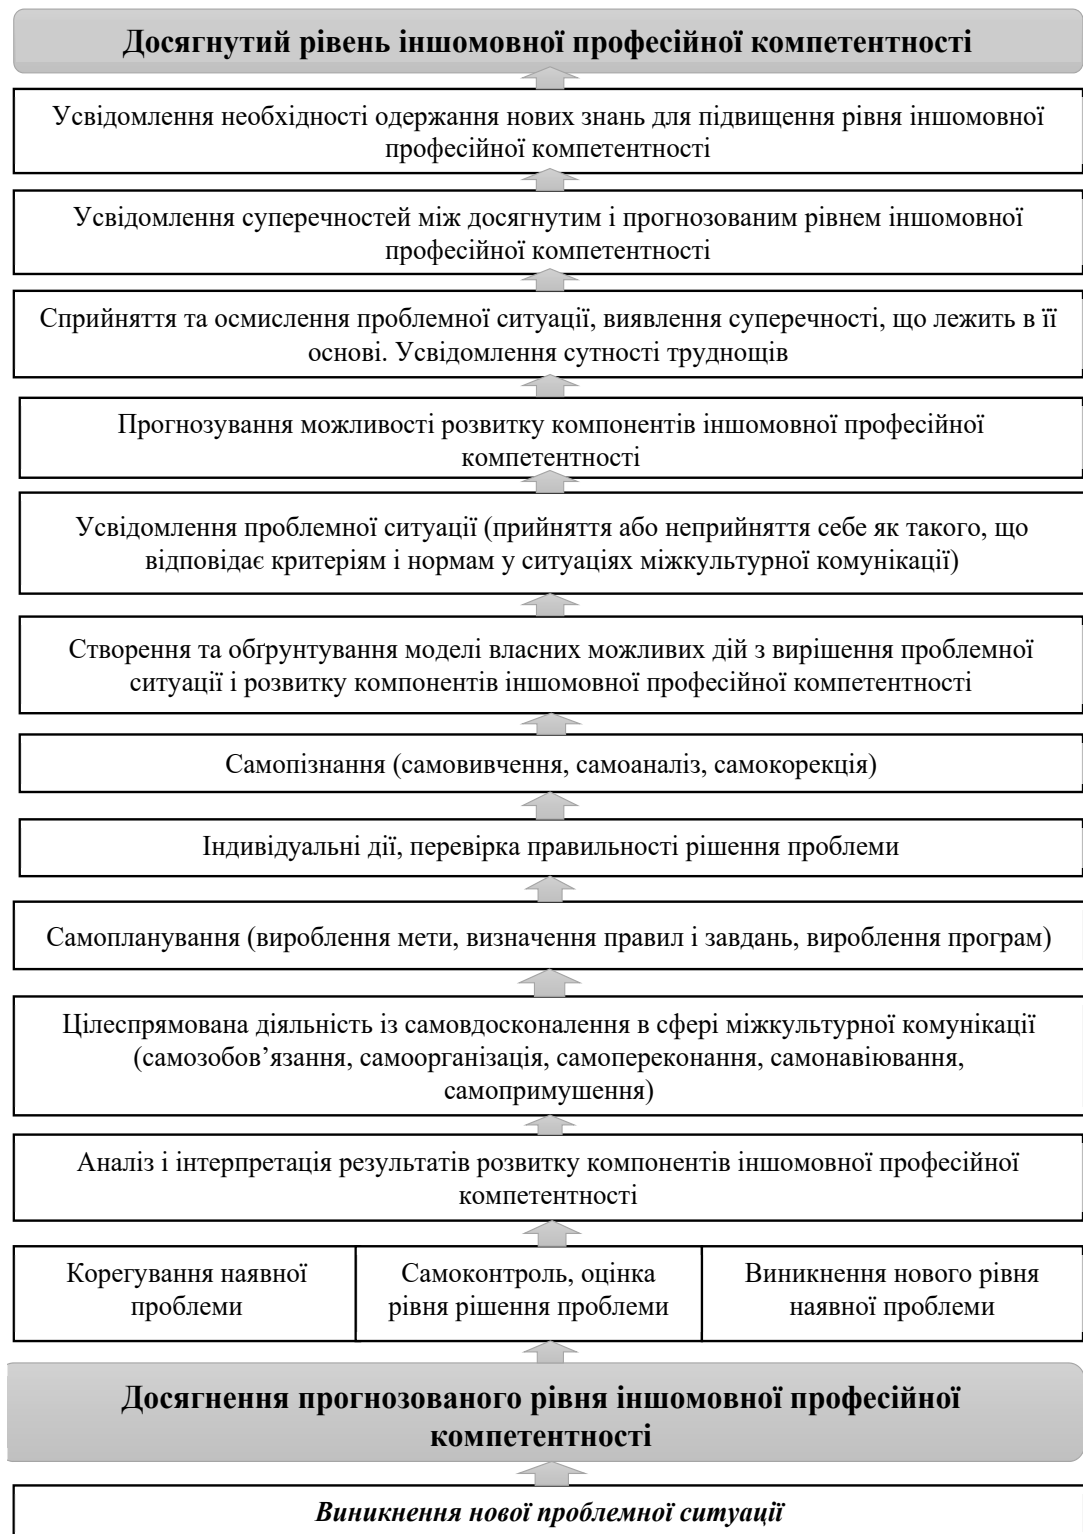 Досягнутий рівень іншомовної професійної компетентності
Усвідомлення необхідності одержання нових знань для підвищення рівня іншомовної
професійної компетентності
Усвідомлення суперечностей між досягнутим і прогнозованим рівнем іншомовної
професійної компетентності
Сприйняття та осмислення проблемної ситуації, виявлення суперечності, що лежить в її
основі. Усвідомлення сутності труднощів
Прогнозування можливості розвитку компонентів іншомовної професійної
компетентності
Усвідомлення проблемної ситуації (прийняття або неприйняття себе як такого, що
відповідає критеріям і нормам у ситуаціях міжкультурної комунікації)
Створення та обґрунтування моделі власних можливих дій з вирішення проблемної
ситуації і розвитку компонентів іншомовної професійної компетентності
Самопізнання (самовивчення, самоаналіз, самокорекція)
Індивідуальні дії, перевірка правильності рішення проблеми
Самопланування (вироблення мети, визначення правил і завдань, вироблення програм)
Цілеспрямована діяльність із самовдосконалення в сфері міжкультурної комунікації
(самозобов’язання, самоорганізація, самопереконання, самонавіювання,
самопримушення)
Аналіз і інтерпретація результатів розвитку компонентів іншомовної професійної
компетентності
Корегування наявної
проблеми
Самоконтроль, оцінка
рівня рішення проблеми
Виникнення нового рівня
наявної проблеми
Досягнення прогнозованого рівня іншомовної професійної
компетентності
Виникнення нової проблемної ситуації